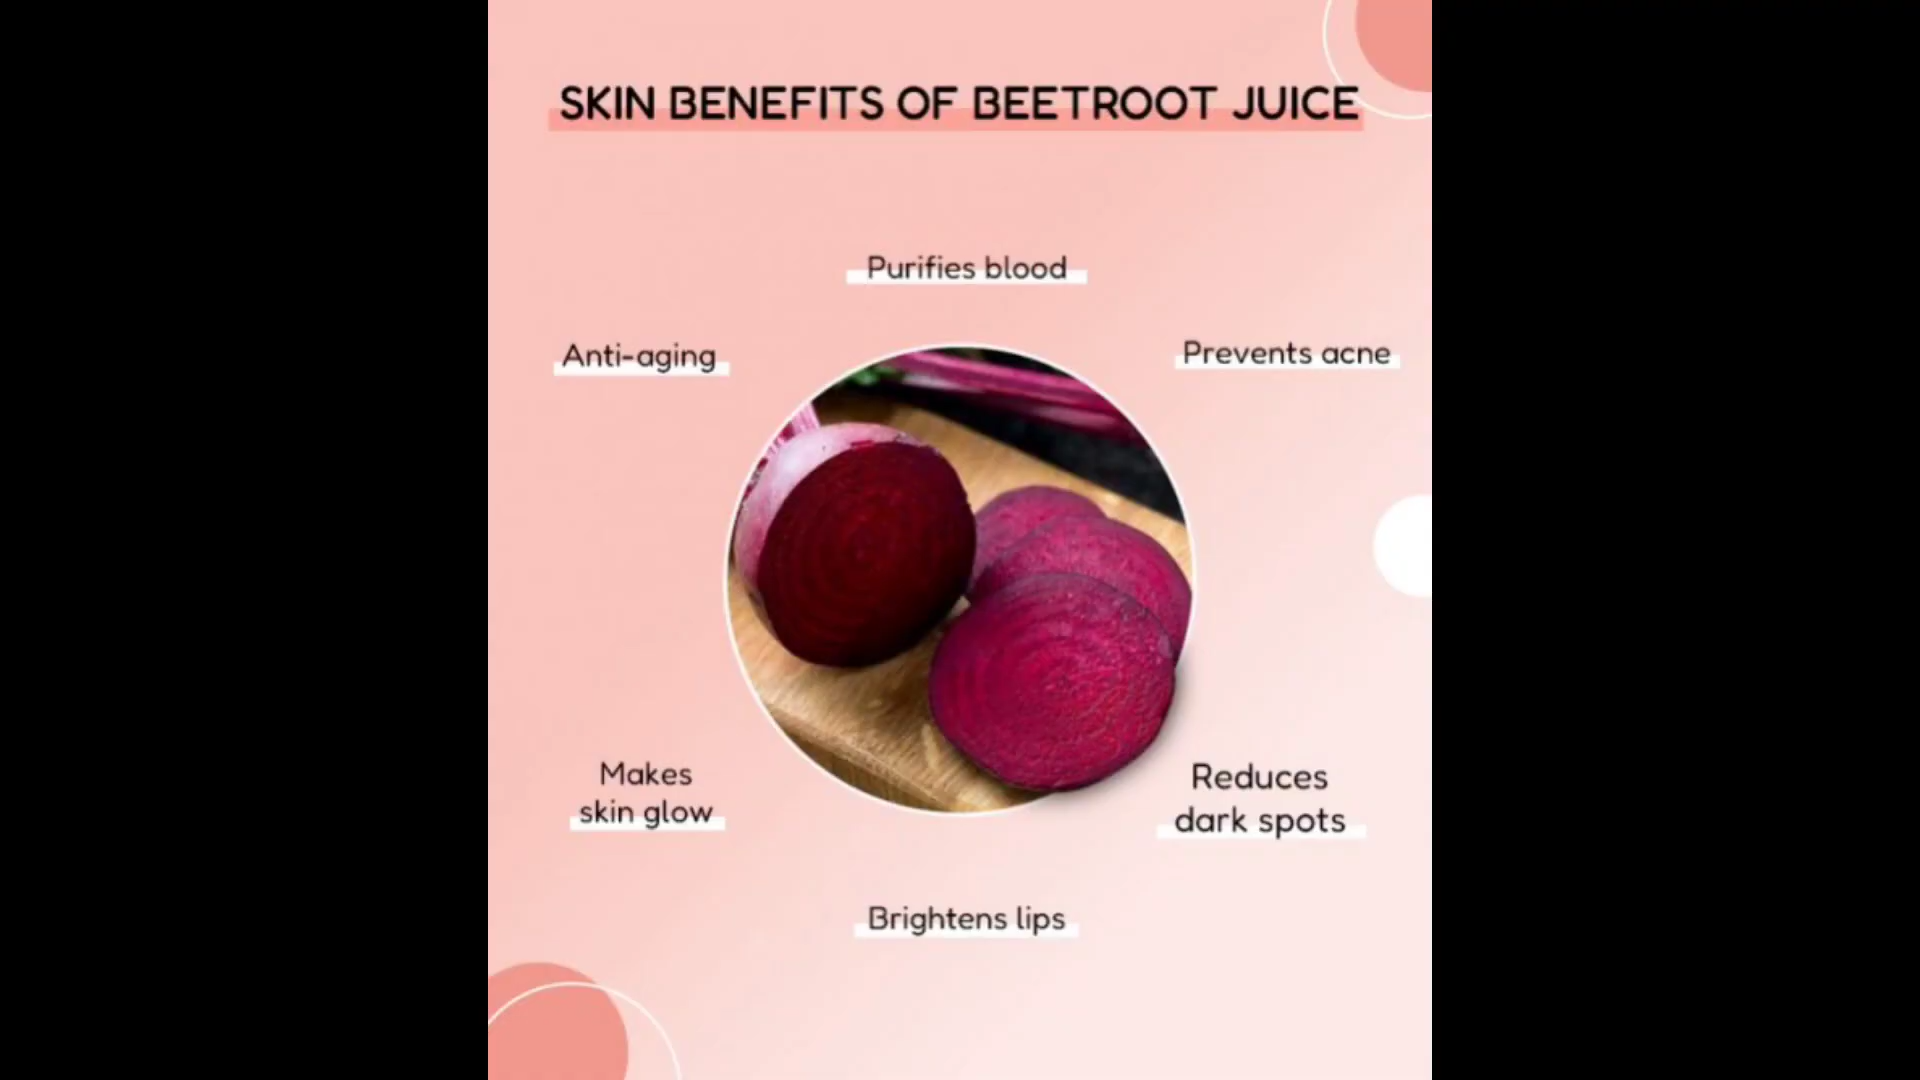 SKIN BENEFITS OF BEETROOT JUICE
Purifies blood
Anti-aging
Prevents acne
Makes
skin glow
Reduces
dark spots
Brightens lips